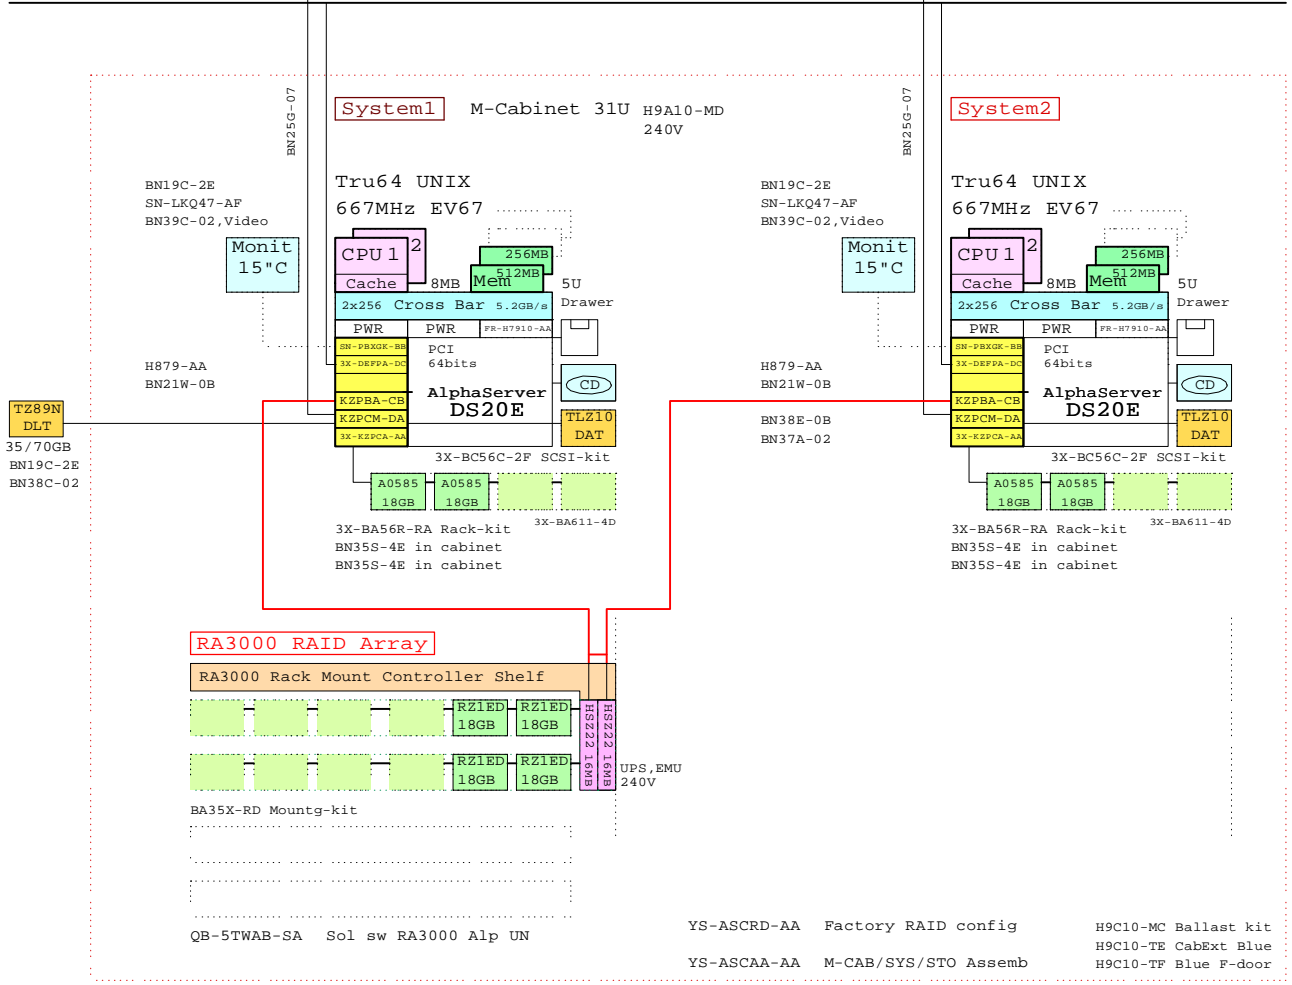 BN25G-07
System1
M-Cabinet 31U H9A10-MD
240V
BN19C-2E
SN-LKQ47-AF
BN39C-02,Video
Tru64 UNIX
667MHz EV67
Monit
15"C
CPU 1
2
Cache
8MB
256MB
512MB
Mem
5U
Drawer
2x256 Cross Bar 5.2GB/s
PWR
PWR
FR-H7910-AA
SN-PBXGK-BB
3X-DEFPA-DC
PCI
64bits
H879-AA
BN21W-0B
AlphaServer
DS20E
CD
KZPBA-CB
KZPCM-DA
3X-KZPCA-AA
TLZ10
DAT
TZ89N
DLT
35/70GB
BN19C-2E
BN38C-02
3X-BC56C-2F SCSI-kit
A0585
18GB
A0585
18GB
3X-BA611-4D
3X-BA56R-RA Rack-kit
BN35S-4E in cabinet
BN35S-4E in cabinet
BN25G-07
System2
BN19C-2E
SN-LKQ47-AF
BN39C-02,Video
Tru64 UNIX
667MHz EV67
Monit
15"C
CPU 1
2
Cache
8MB
256MB
512MB
Mem
5U
Drawer
2x256 Cross Bar 5.2GB/s
PWR
PWR
FR-H7910-AA
SN-PBXGK-BB
3X-DEFPA-DC
PCI
64bits
H879-AA
BN21W-0B
AlphaServer
DS20E
CD
KZPBA-CB
KZPCM-DA
3X-KZPCA-AA
TLZ10
DAT
BN38E-0B
BN37A-02
3X-BC56C-2F SCSI-kit
A0585
18GB
A0585
18GB
3X-BA611-4D
3X-BA56R-RA Rack-kit
BN35S-4E in cabinet
BN35S-4E in cabinet
RA3000 RAID Array
RA3000 Rack Mount Controller Shelf
RZ1ED
18GB
RZ1ED
18GB
RZ1ED
18GB
RZ1ED
18GB
HSZ22 16MB
HSZ22 16MB
UPS,EMU
240V
BA35X-RD Mountg-kit
QB-5TWAB-SA Sol sw RA3000 Alp UN
YS-ASCRD-AA Factory RAID config
YS-ASCAA-AA M-CAB/SYS/STO Assemb
H9C10-MC Ballast kit
H9C10-TE CabExt Blue
H9C10-TF Blue F-door